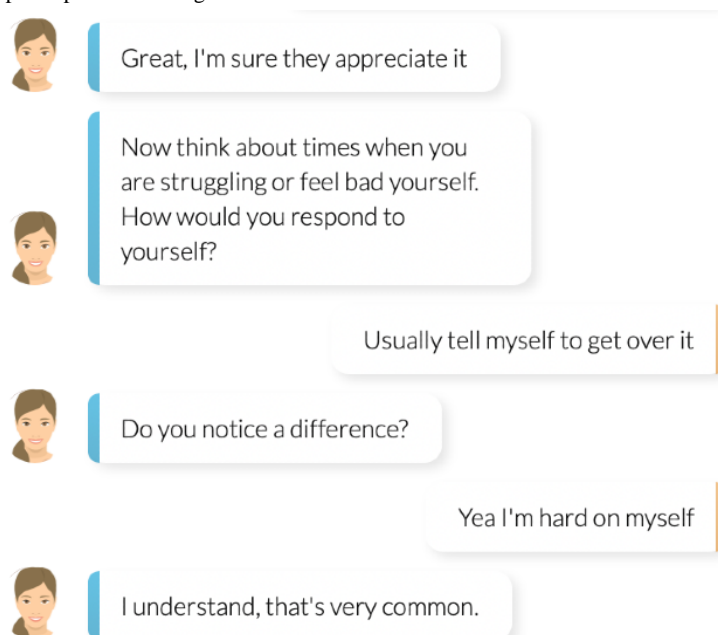 Great, I'm sure they appreciate it
Now think about times when you
are struggling or feel bad yourself.
How would you respond to
yourself?
Usually tell myself to get over it
Do you notice a difference?
Yea I'm hard on myself
I understand, that's very common.